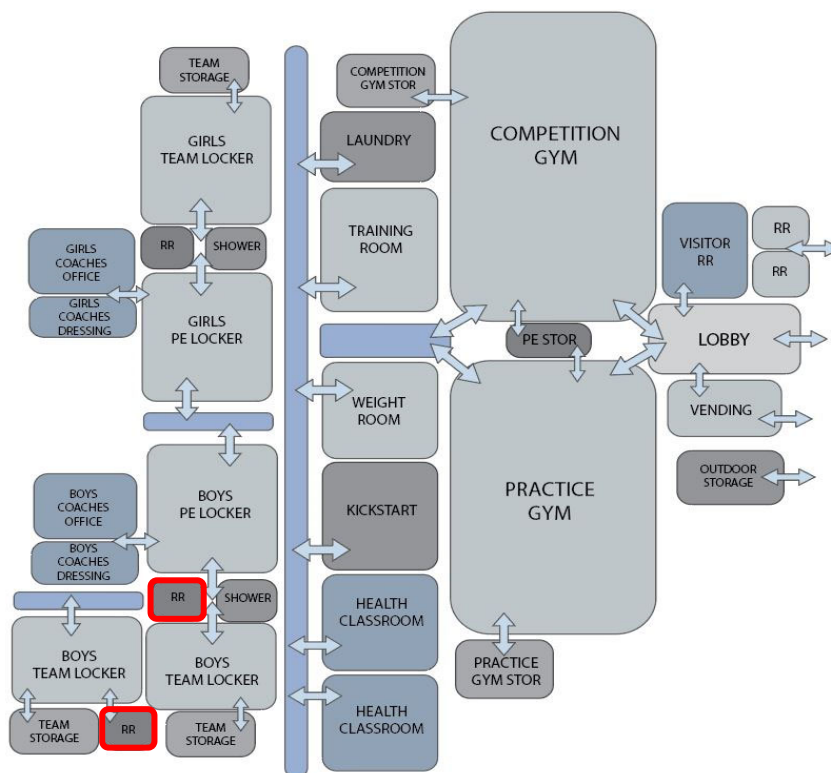 TEAM
STORAGE
COMPETITION
GYM STOR
COMPETITION
GYM
GIRLS
TEAM LOCKER
LAUNDRY
TRAINING
ROOM
VISITOR
RR
RR
RR
GIRLS
COACHES
OFFICE
GIRLS
COACHES
DRESSING
RR
SHOWER
GIRLS
PE LOCKER
PE STOR
LOBBY
WEIGHT
ROOM
VENDING
BOYS
PE LOCKER
BOYS
COACHES
OFFICE
BOYS
COACHES
DRESSING
KICKSTART
PRACTICE
GYM
OUTDOOR
STORAGE
RR
SHOWER
HEALTH
CLASSROOM
BOYS
TEAM LOCKER
BOYS
TEAM LOCKER
PRACTICE
GYM STOR
TEAM
STORAGE
RR
TEAM
STORAGE
HEALTH
CLASSROOM